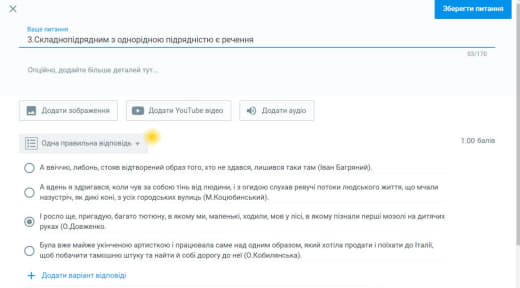 Зберегти питання
Ваше питання
3.Складнопідрядним з однорідною підрядністю є речення
53/170
Опційно, додайте більше деталей тут...
Додати зображення
Додати YouTube відео
Додати аудіо
Одна правильна відповідь
1.00 балів
А ввіччю, либонь, стояв відтворений образ того, хто не здався, лишився таки там (Іван Багряний).
А вдень я здригався, коли чув за собою тінь від людини, і з огидою слухав ревучі потоки людського життя, що мчали
назустріч, як дикі коні, з усіх городських вулиць (М.Коцюбинський).
І росло ще, пригадую, багато тютюну, в якому ми, маленькі, ходили, мов у лісі, в якому пізнали перші мозолі на дитячих
руках (О.Довженко.
Була вже майже укінченою артисткою і працювала саме над одним образом, який хотіла продати і поїхати до Італії,
щоб побачити тамошню штуку та найти й собі дорогу до неї (О.Кобилянська).
+ Додати варіант відповіді